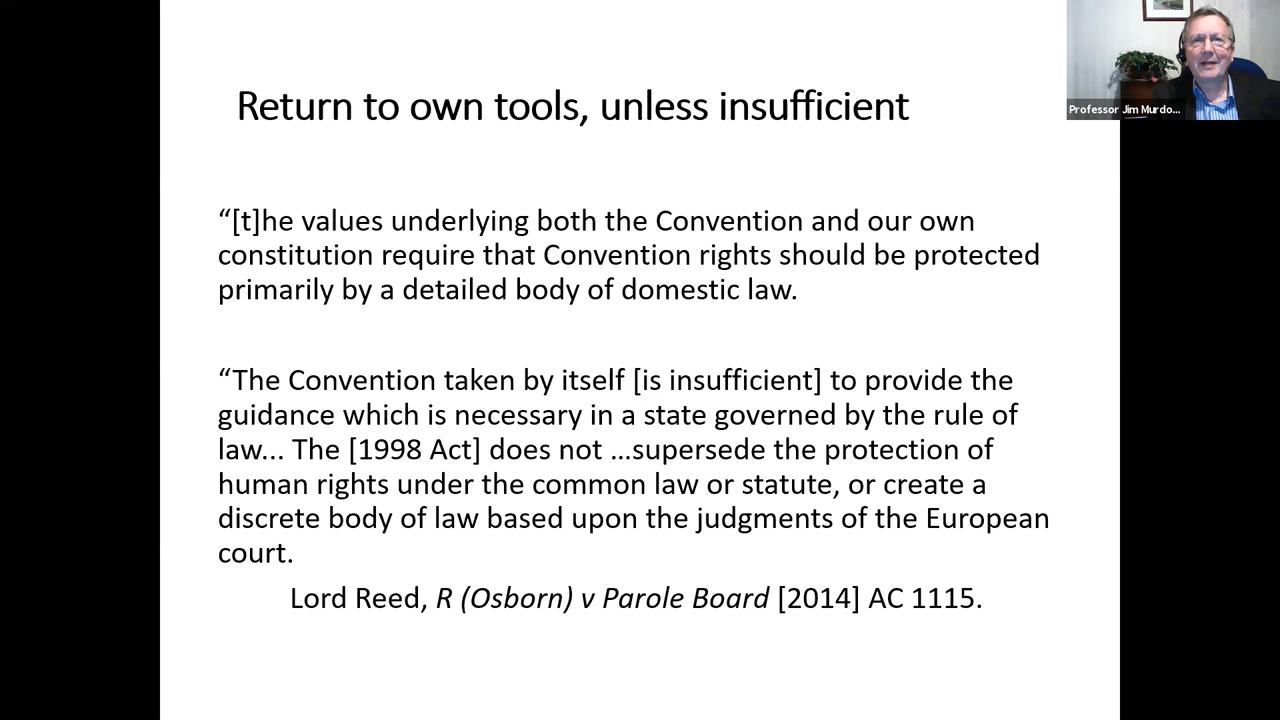 Return to own tools, unless insufficient
Professor Jim Murdo...
“[t]he values underlying both the Convention and our own
constitution require that Convention rights should be protected
primarily by a detailed body of domestic law.
“The Convention taken by itself [is insufficient] to provide the
guidance which is necessary in a state governed by the rule of
law... The [1998 Act] does not …supersede the protection of
human rights under the common law or statute, or create a
discrete body of law based upon the judgments of the European
court.
Lord Reed, R (Osborn) v Parole Board [2014] AC 1115.